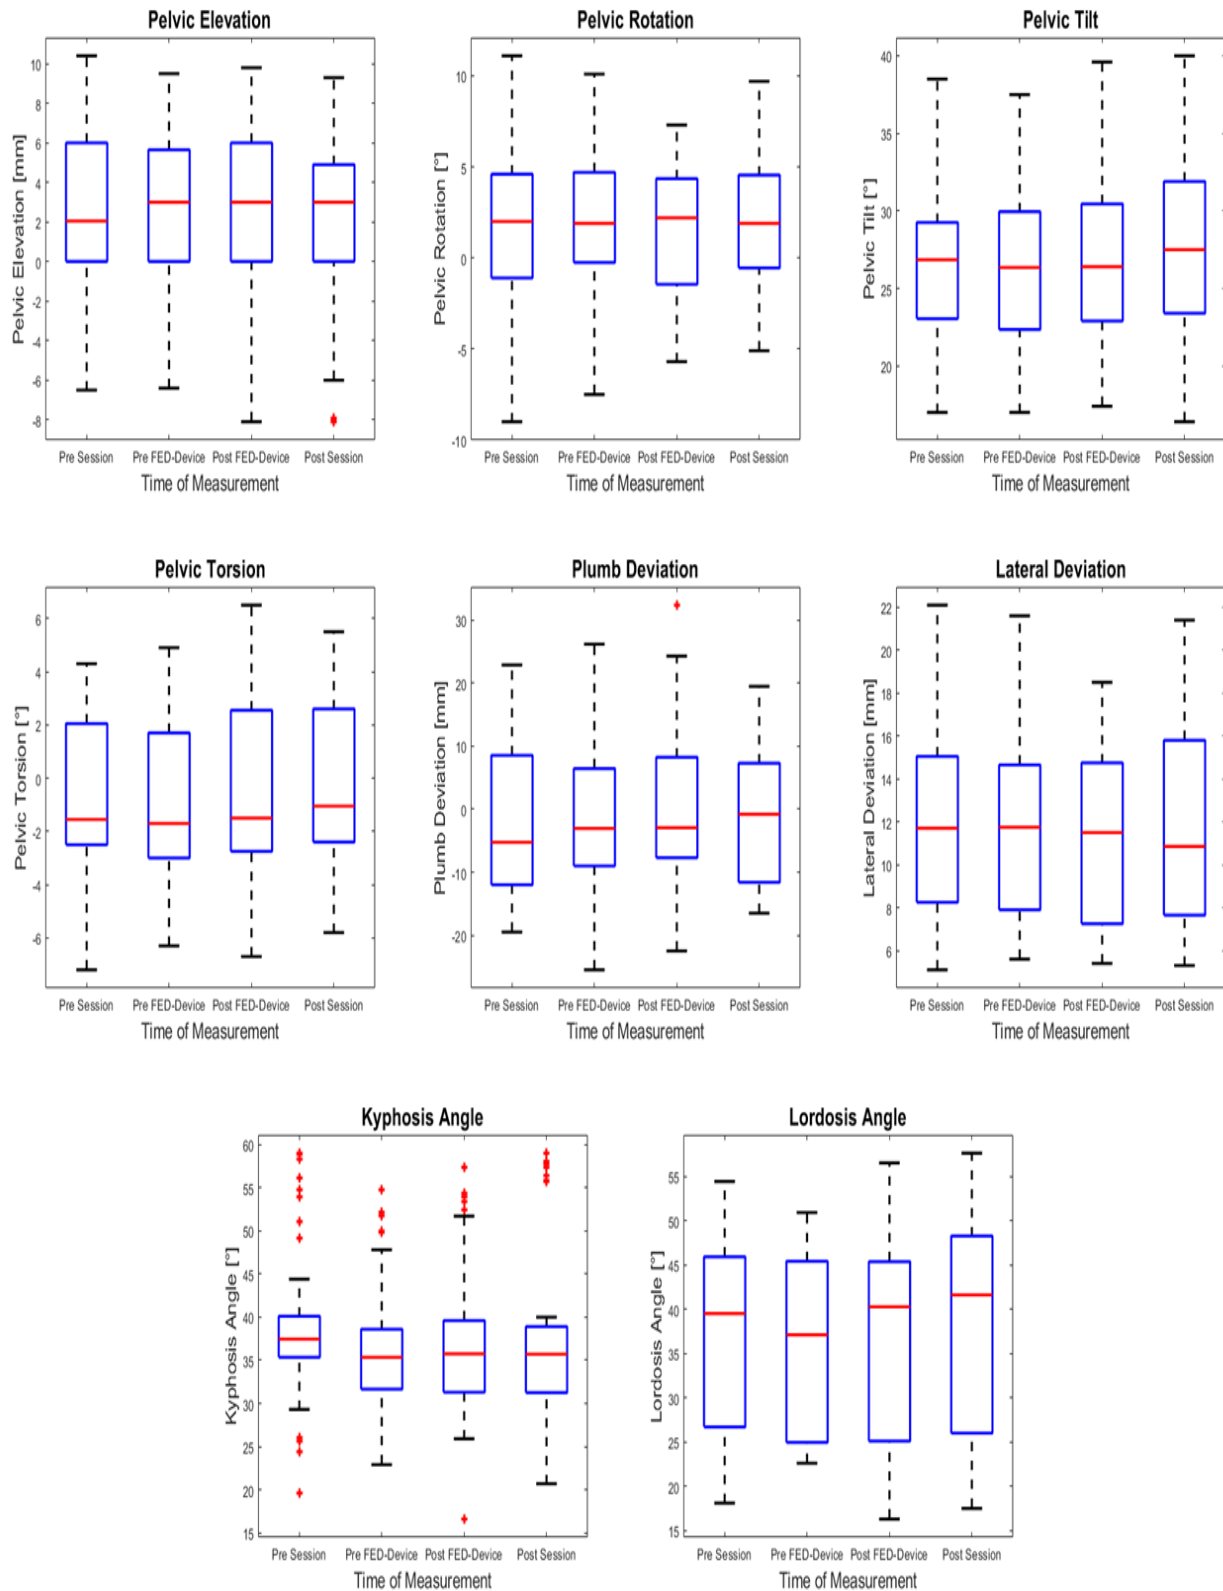 Pelvic Elevation
Pelvic Elevation [mm]
10
8
6
4
2
0
-2
-4
-6
-8
Pre Session Pre FED-Device Post FED-Device Post Session
Time of Measurement
Pelvic Rotation
Pelvic Rotation [°]
10
5
0
-5
-10
Pre Session Pre FED-Device Post FED-Device Post Session
Time of Measurement
Pelvic Tilt
Pelvic Tilt [°]
40
35
30
25
20
Pre Session Pre FED-Device Post FED-Device Post Session
Time of Measurement
Pelvic Torsion
Pelvic Torsion [°]
6
4
2
0
-2
-4
-6
Pre Session Pre FED-Device Post FED-Device Post Session
Time of Measurement
Plumb Deviation
Plumb Deviation [mm]
30
20
10
0
-10
-20
Pre Session Pre FED-Device Post FED-Device Post Session
Time of Measurement
Lateral Deviation
Lateral Deviation [mm]
22
20
18
16
14
12
10
8
6
Pre Session Pre FED-Device Post FED-Device Post Session
Time of Measurement
Kyphosis Angle
Kyphosis Angle [°]
60
55
50
45
40
35
30
25
20
15
Pre Session Pre FED-Device Post FED-Device Post Session
Time of Measurement
Lordosis Angle
Lordosis Angle [°]
55
50
45
40
35
30
25
20
15
Pre Session Pre FED-Device Post FED-Device Post Session
Time of Measurement